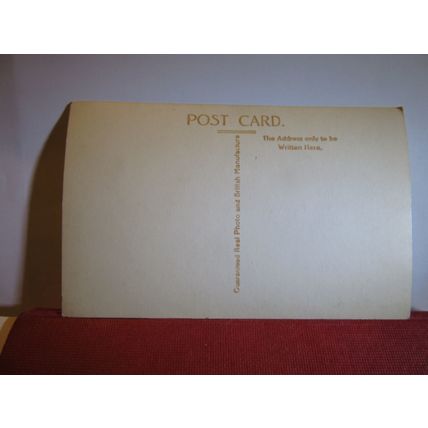 POST CARD.
The Address only to be
Written Here.
Guaranteed Real Photo and British Manufacture